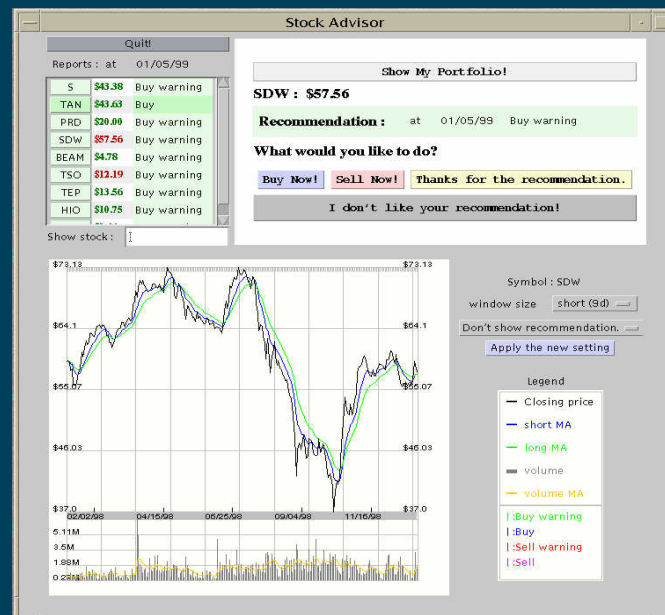 Stock Advisor
Quit!
Reports : at 01/05/99
S $43.38 Buy warning
TAN $43.63 Buy
PRD $20.00 Buy warning
SDW $57.56 Buy warning
BEAM $4.78 Buy warning
TSO $12.19 Buy warning
TEP $13.56 Buy warning
HIO $10.75 Buy warning
Show stock :
Show My Portfolio!
SDW : $57.56
Recommendation : at 01/05/99 Buy warning
What would you like to do?
Buy Now! Sell Now! Thanks for the recommendation.
I don't like your recommendation!
$73.13 $73.13
$64.1 $64.1
$55.07 $55.07
$46.03 $46.03
$37.0 $37.0
02/02/98 04/15/98 06/25/98 09/04/98 11/15/98
5.11M
3.5M
1.88M
Symbol : SDW
window size short (9d)
Don't show recommendation.
Apply the new setting
Legend
Closing price
short MA
long MA
volume
volume MA
| :Buy warning
| :Buy
| :Sell warning
| :Sell